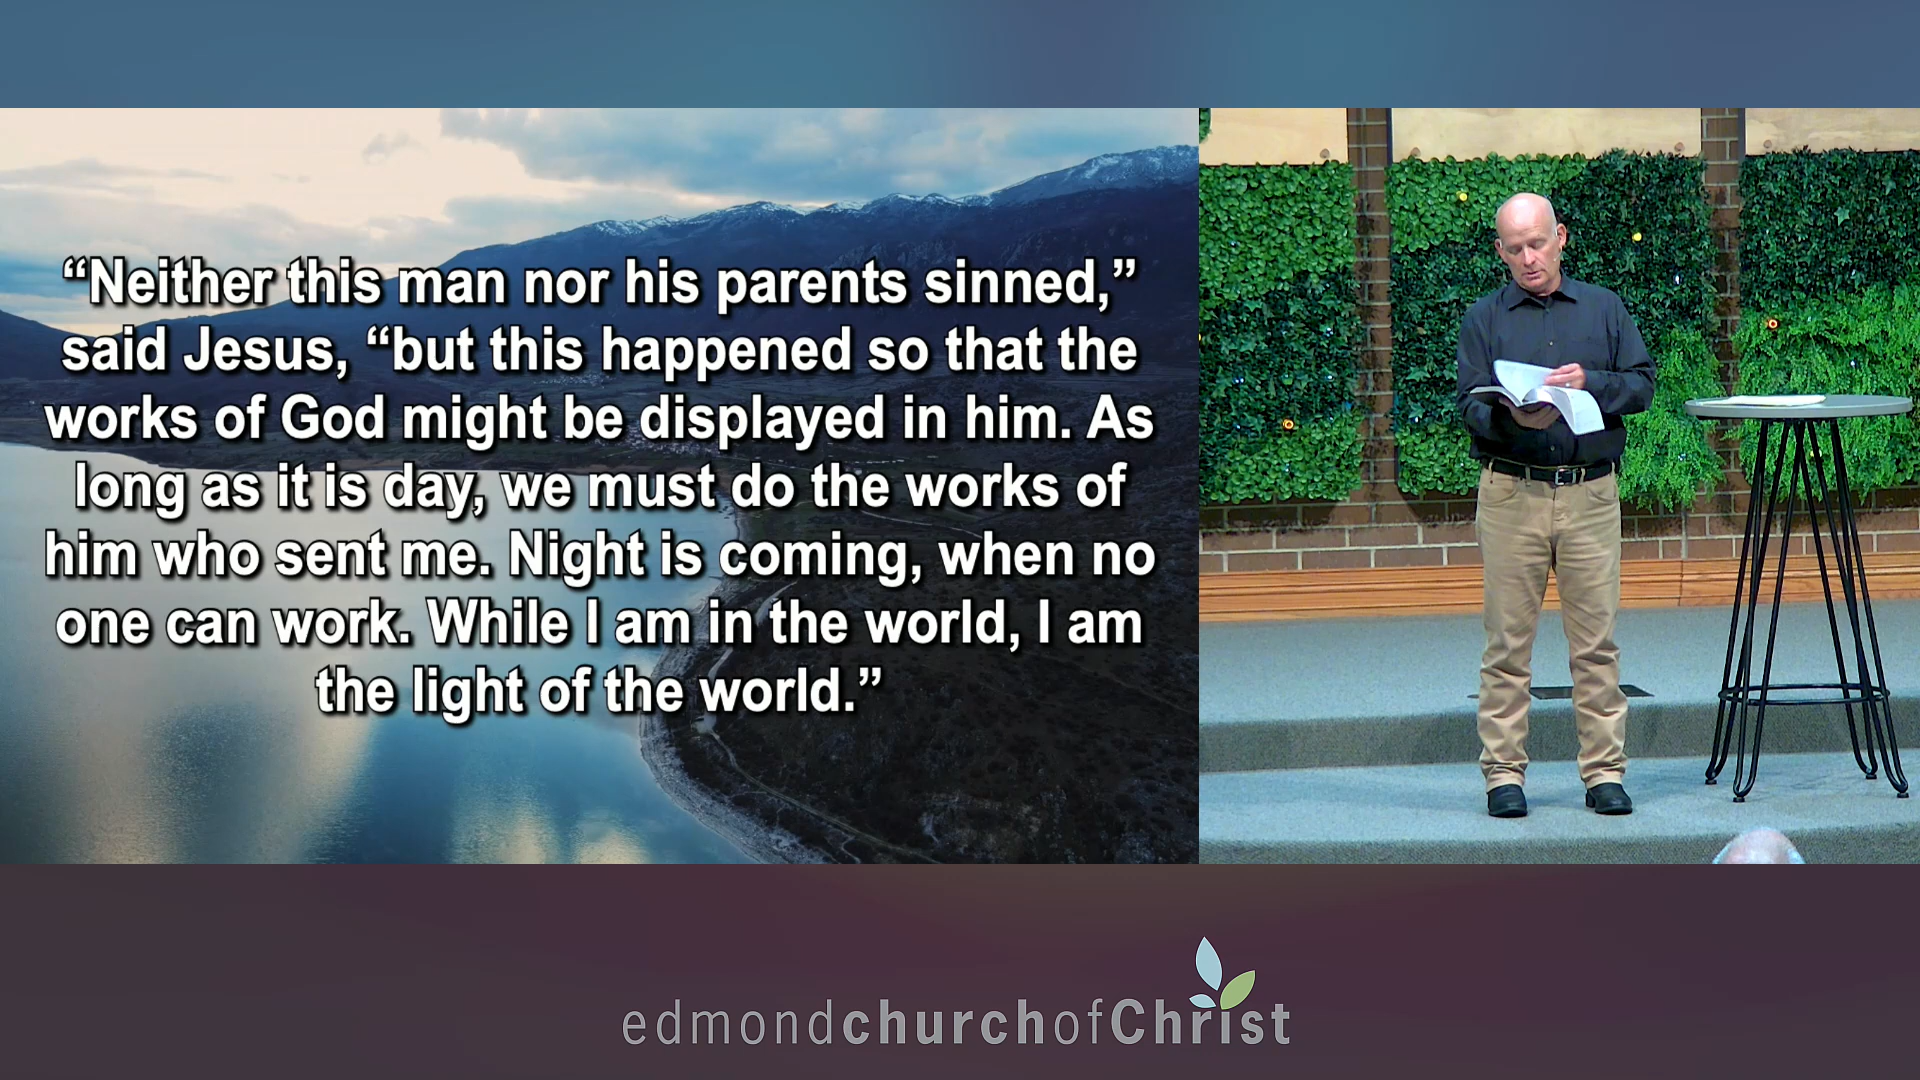 “Neither this man nor his parents sinned,”
said Jesus, “but this happened so that the
works of God might be displayed in him. As
long as it is day, we must do the works of
him who sent me. Night is coming, when no
one can work. While I am in the world, I am
the light of the world.”
edmondchurchofChrist